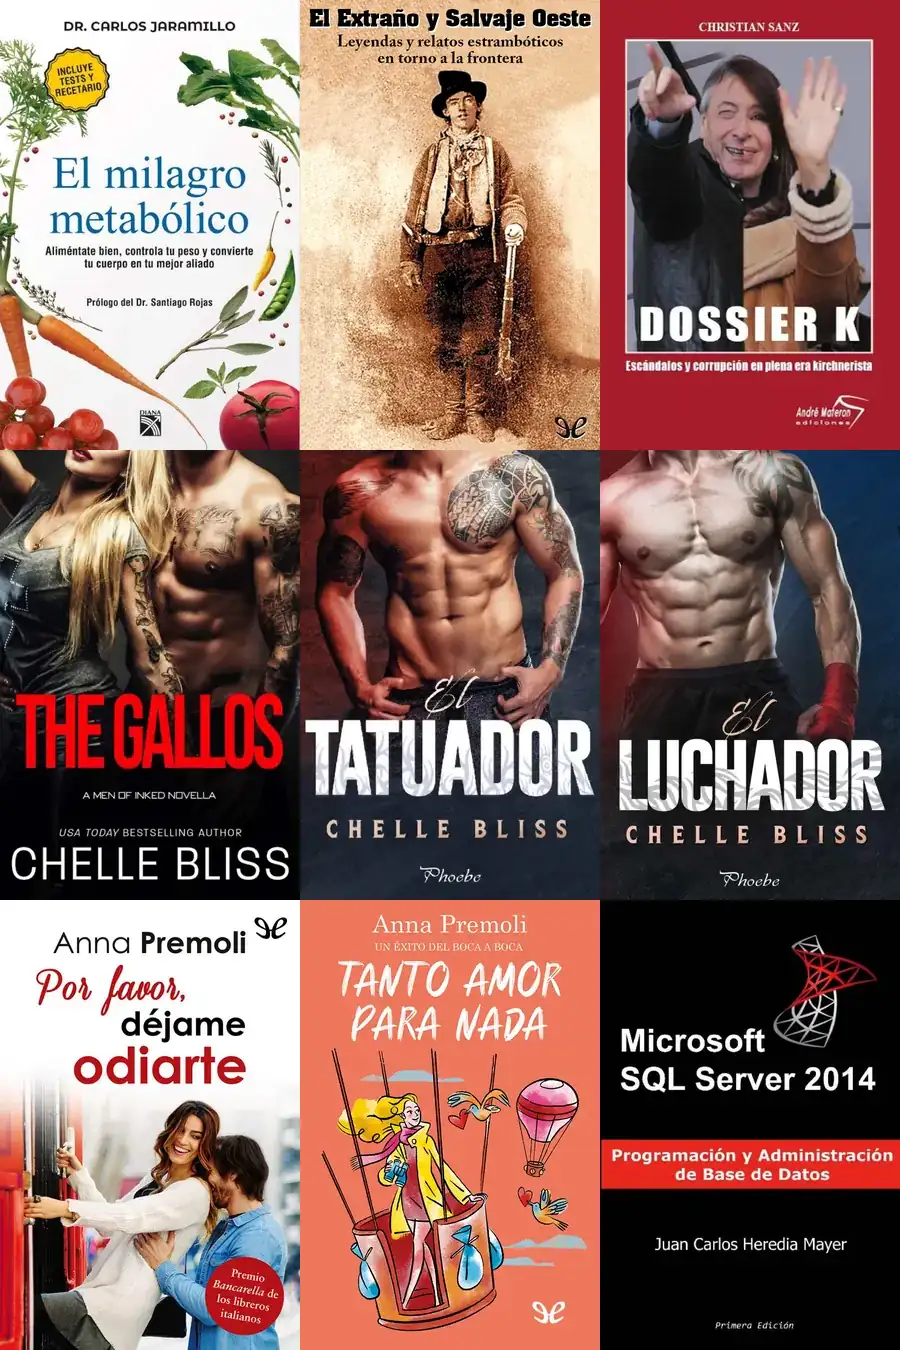 DR. CARLOS JARAMILLO
INCLUYE
TESTS Y
RECETARIO
El milagro
metabólico
Aliméntate bien, controla tu peso y convierte
tu cuerpo en tu mejor aliado
Prólogo del Dr. Santiago Rojas
DIANA
El Extraño y Salvaje Oeste
Leyendas y relatos estrambóticos
en torno a la frontera
CHRISTIAN SANZ
DOSSIER K
Escándalos y corrupción en plena era kirchnerista
André Materon
ediciones
THE GALLOS
A MEN OF INKED NOVELLA
USA TODAY BESTSELLING AUTHOR
CHELLE BLISS
El
TATUADOR
CHELLE BLISS
Phoebe
El
LUCHADOR
CHELLE BLISS
Phoebe
Anna Premoli
Por favor,
déjame
odiarte
Premio
Bancarella de
los libreros
italianos
Anna Premoli
UN ÉXITO DEL BOCA A BOCA
TANTO AMOR
PARA NADA
Microsoft
SQL Server 2014
Programación y Administración
de Base de Datos
Juan Carlos Heredia Mayer
Primera Edición